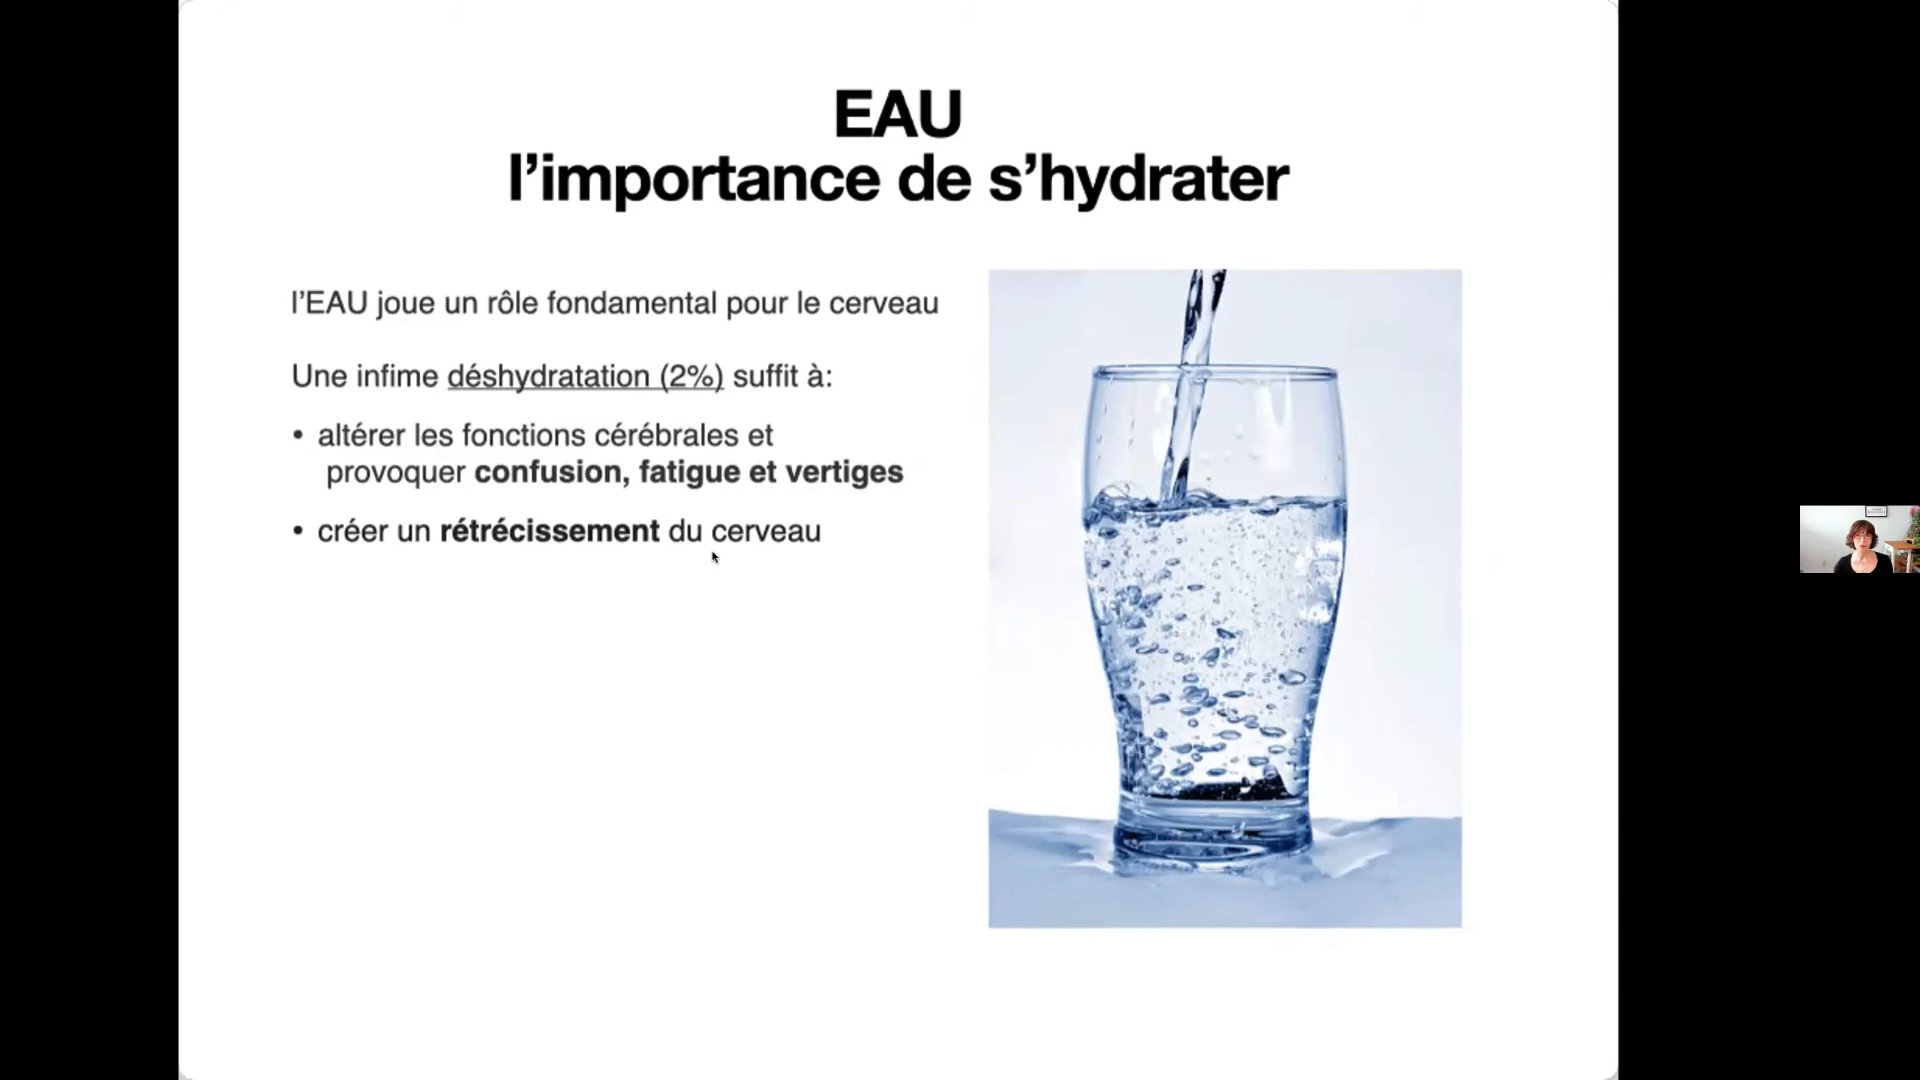 EAU
l’importance de s’hydrater
l’EAU joue un rôle fondamental pour le cerveau
Une infime déshydratation (2%) suffit à:
• altérer les fonctions cérébrales et
provoquer confusion, fatigue et vertiges
• créer un rétrécissement du cerveau